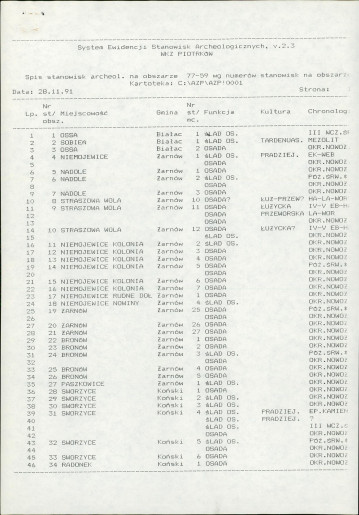 System Ewidencji Stanowisk Archeologicznych, v.2.3
WKZ PIOTRKÓW
Spis stanowisk archeol. na obszarze 77-59 wg numerów stanowisk na obszarz
Kartoteka: C:\AZP\AZP!0001
Data: 28.11.91 Strona:
Nr Nr
Lp. st/ Miejscowość Gmina st/ Funkcja Kultura Chronolog
obsz. mc.
1 1 OSSA Białac 1 ŚLAD OS. III WCZ.
2 2 SOBIEŃ Białac 1 ŚLAD OS. TARDENUAS. MEZOLIT
3 3 OSSA Białac 2 OSADA OKR.NOWOŻ
4 4 NIEMOJEWICE Żarnów 1 ŚLAD OS. PRADZIEJ. EK-WEB
5 OSADA OKR.NOWOŻ
6 5 NADOLE Żarnów 1 OSADA OKR.NOWOŻ
7 6 NADOLE Żarnów 2 ŚLAD OS. PÓŹ.ŚRW.
8 OSADA OKR.NOWOŻ
9 7 NADOLE Żarnów 3 OSADA OKR.NOWOŻ
10 8 STRASZOWA WOLA Żarnów 10 OSADA? ŁUŻ-PRZEW? HA-LA-WOR
11 9 STRASZOWA WOLA Żarnów 11 OSADA ŁUŻYCKA IV-V EB-H
12 OSADA PRZEWORSKA LA-WOR
13 OSADA OKR.NOWOŻ
14 10 STRASZOWA WOLA Żarnów 12 OSADA ŁUŻYCKA? IV-V EB-H
15 ŚLAD OS. OKR.NOWOŻ
16 11 NIEMOJEWICE KOLONIA Żarnów 2 ŚLAD OS. OKR.NOWOŻ
17 12 NIEMOJEWICE KOLONIA Żarnów 3 OSADA OKR.NOWOŻ
18 13 NIEMOJEWICE KOLONIA Żarnów 4 OSADA OKR.NOWOŻ
19 14 NIEMOJEWICE KOLONIA Żarnów 5 OSADA PÓŹ.ŚRW.
20 OSADA OKR.NOWOŻ
21 15 NIEMOJEWICE KOLONIA Żarnów 6 OSADA OKR.NOWOŻ
22 16 NIEMOJEWICE KOLONIA Żarnów 7 OSADA OKR.NOWOŻ
23 17 NIEMOJEWICE RUDNE DOŁ Żarnów 1 OSADA OKR.NOWOŻ
24 18 NIEMOJEWICE NOWINY Żarnów 4 ŚLAD OS. OKR.NOWOŻ
25 19 ŻARNÓW Żarnów 25 OSADA PÓŹ.ŚRW.
26 OSADA OKR.NOWOŻ
27 20 ŻARNÓW Żarnów 26 OSADA OKR.NOWOŻ
28 21 ŻARNÓW Żarnów 27 OSADA OKR.NOWOŻ
29 22 BRONÓW Żarnów 1 OSADA OKR.NOWOŻ
30 23 BRONÓW Żarnów 2 OSADA OKR.NOWOŻ
31 24 BRONÓW Żarnów 3 ŚLAD OS. PÓŹ.ŚRW.
32 OSADA OKR.NOWOŻ
33 25 BRONÓW Żarnów 4 OSADA OKR.NOWOŻ
34 26 BRONÓW Żarnów 5 OSADA OKR.NOWOŻ
35 27 PASZKOWICE Żarnów 1 ŚLAD OS. OKR.NOWOŻ
36 28 SWORZYCE Koński 1 OSADA OKR.NOWOŻ
37 29 SWORZYCE Koński 2 ŚLAD OS. OKR.NOWOŻ
38 30 SWORZYCE Koński 3 ŚLAD OS. OKR.NOWOŻ
39 31 SWORZYCE Koński 4 ŚLAD OS. PRADZIEJ. EP.KAMIEN
40 ŚLAD OS. PRADZIEJ. ?
41 ŚLAD OS. III WCZ.
42 OSADA OKR.NOWOŻ
43 32 SWORZYCE Koński 5 ŚLAD OS. PÓŹ.ŚRW.
44 OSADA OKR.NOWOŻ
45 33 SWORZYCE Koński 6 OSADA OKR.NOWOŻ
46 34 RADONEK Koński 1 OSADA OKR.NOWOŻ